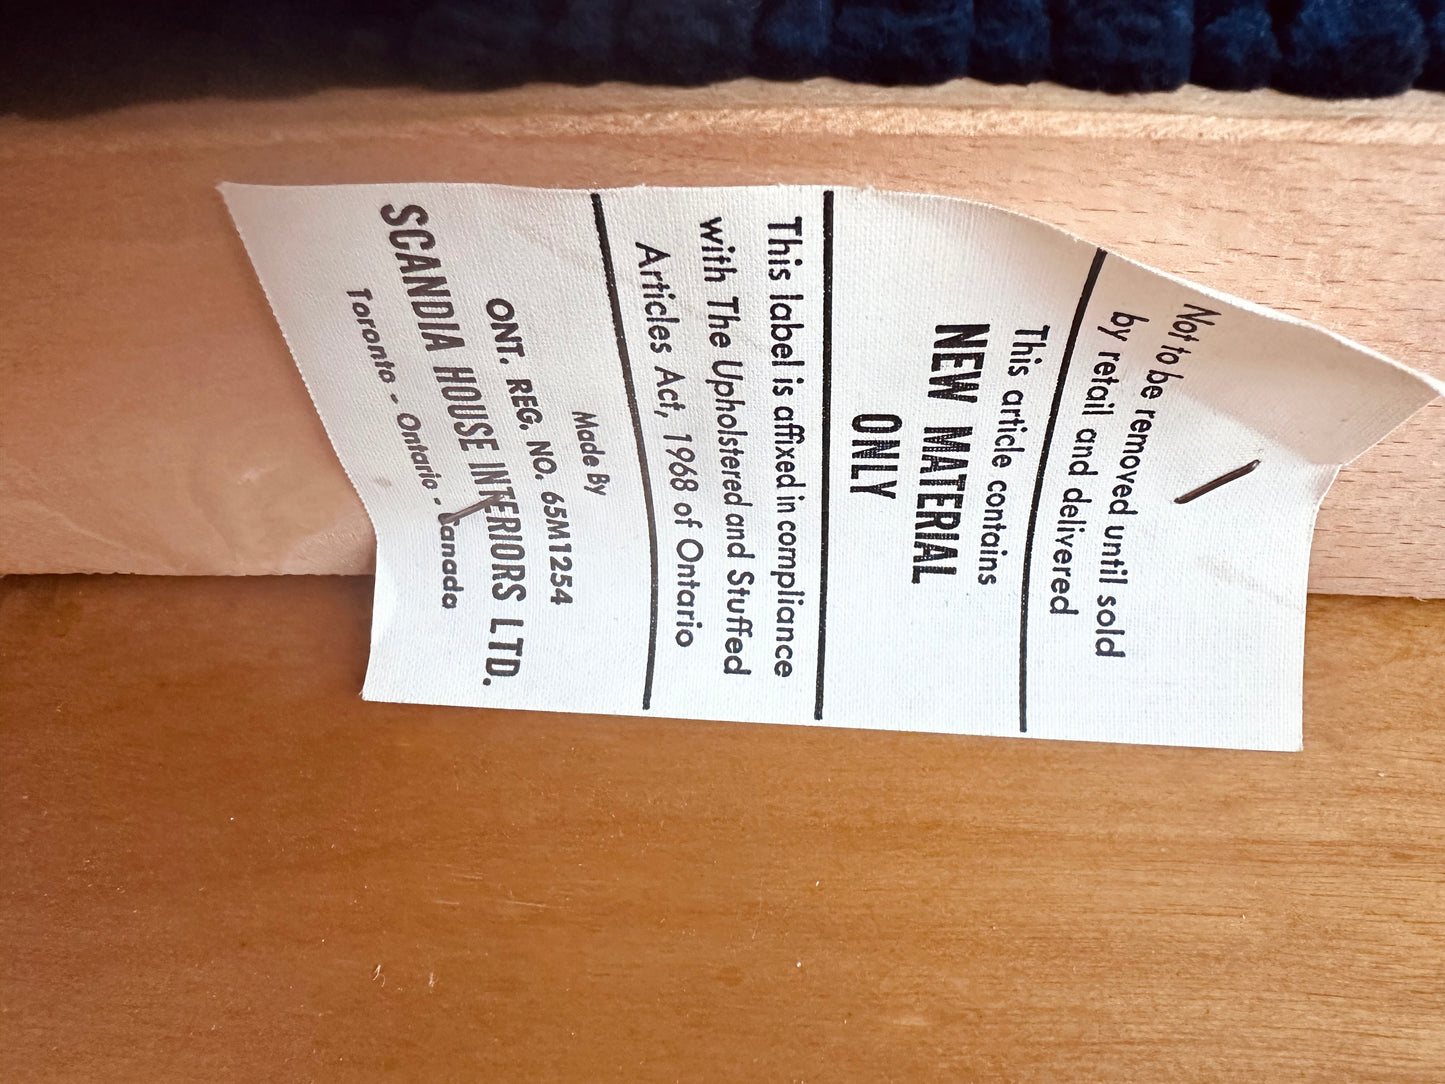 Not to be removed until sold
by retail and delivered
This article contains
NEW MATERIAL
ONLY
This label is affixed in compliance
with The Upholstered and Stuffed
Articles Act, 1968 of Ontario
Made By
ONT. REG. NO. 65M1254
SCANDIA HOUSE INTERIORS LTD.
Toronto - Ontario - Canada